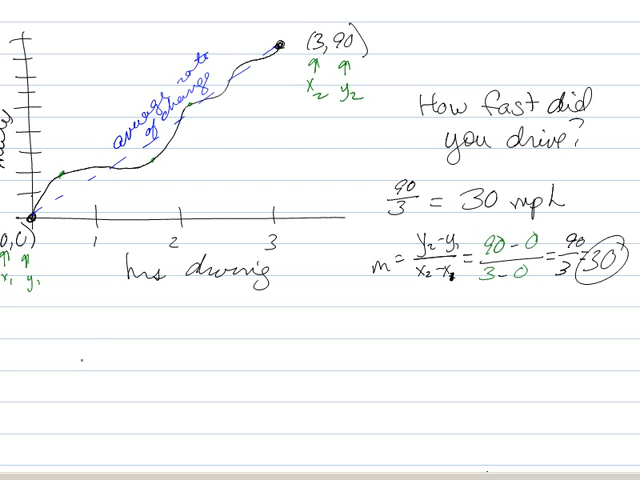 (3, 90)
x2 y2
average rate
of change
How fast did
you drive?
90/3 = 30 mph
m = y2-y1/x2-x1 = 90-0/3-0 = 90/3 = 30
0, 0)
1 2 3
x1 y1
hrs driving